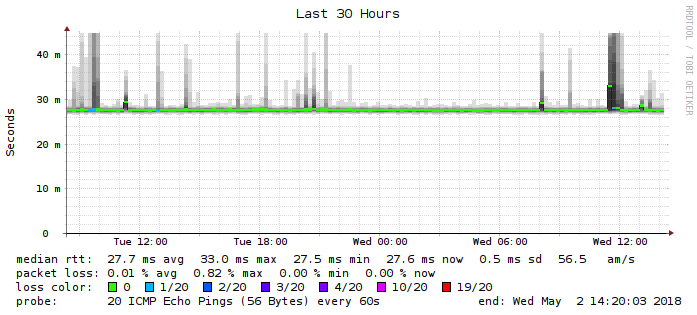 Last 30 Hours
RRDTOOL / TOBI OETIKER
Seconds
40 m
30 m
20 m
10 m
0
Tue 12:00 Tue 18:00 Wed 00:00 Wed 06:00 Wed 12:00
median rtt: 27.7 ms avg 33.0 ms max 27.5 ms min 27.6 ms now 0.5 ms sd 56.5 am/s
packet loss: 0.01 % avg 0.82 % max 0.00 % min 0.00 % now
loss color: 0 1/20 2/20 3/20 4/20 10/20 19/20
probe: 20 ICMP Echo Pings (56 Bytes) every 60s end: Wed May 2 14:20:03 2018